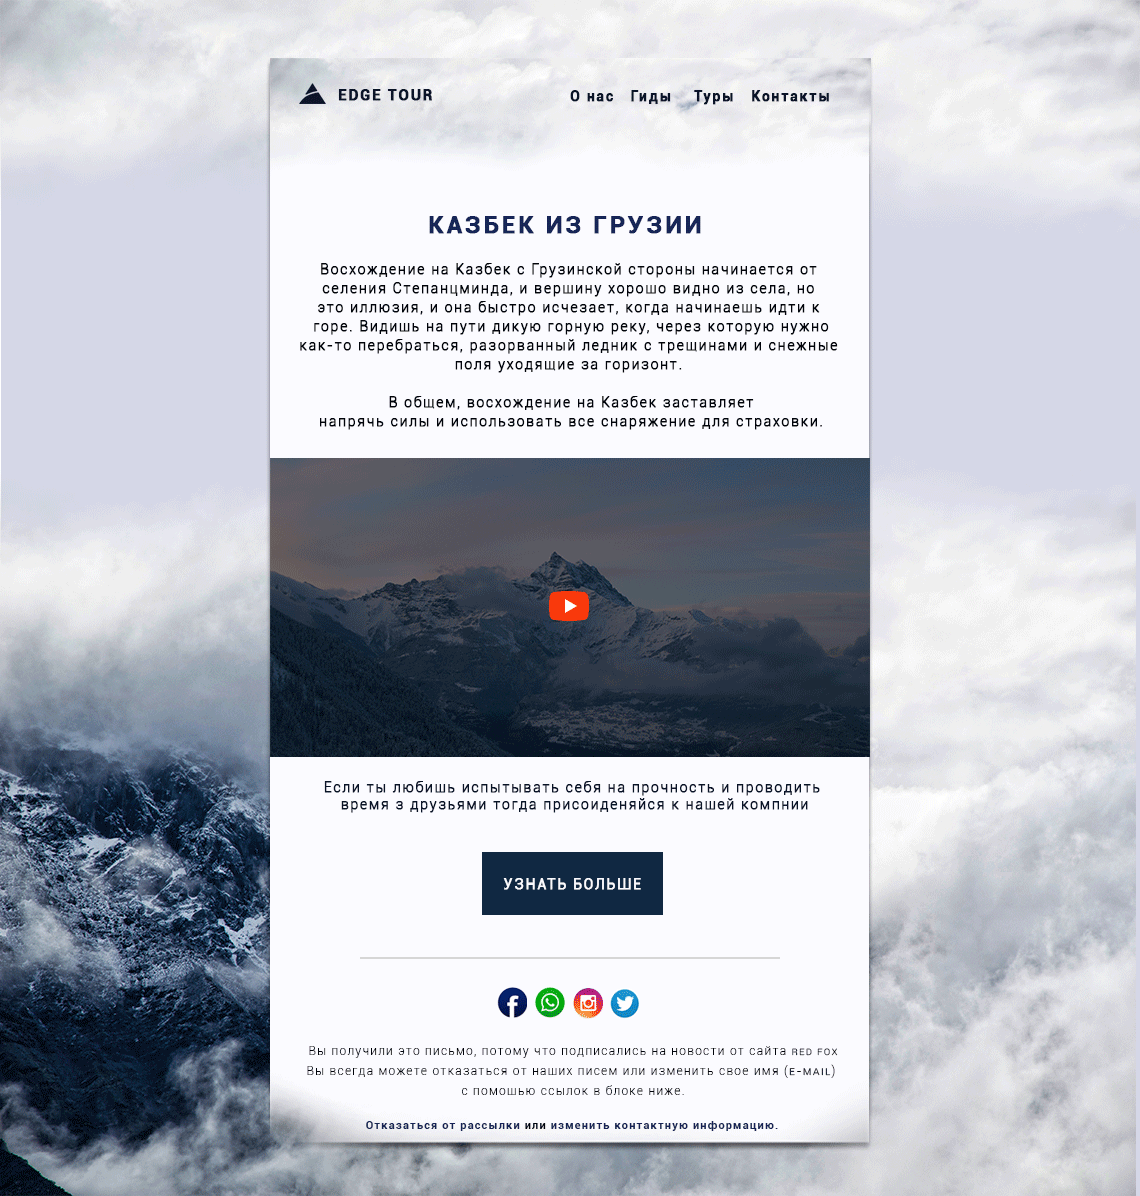 EDGE TOUR
О нас Гиды Туры Контакты
КАЗБЕК ИЗ ГРУЗИИ
Восхождение на Казбек с Грузинской стороны начинается от
селения Степанцминда, и вершину хорошо видно из села, но
это иллюзия, и она быстро исчезает, когда начинаешь идти к
горе. Видишь на пути дикую горную реку, через которую нужно
как-то перебраться, разорванный ледник с трещинами и снежные
поля уходящие за горизонт.
В общем, восхождение на Казбек заставляет
напрячь силы и использовать все снаряжение для страховки.
Если ты любишь испытывать себя на прочность и проводить
время з друзьями тогда присоиденяйся к нашей компнии
УЗНАТЬ БОЛЬШЕ
Вы получили это письмо, потому что подписались на новости от сайта RED FOX
Вы всегда можете отказаться от наших писем или изменить свое имя (E-MAIL)
с помощью ссылок в блоке ниже.
Отказаться от рассылки или изменить контактную информацию.